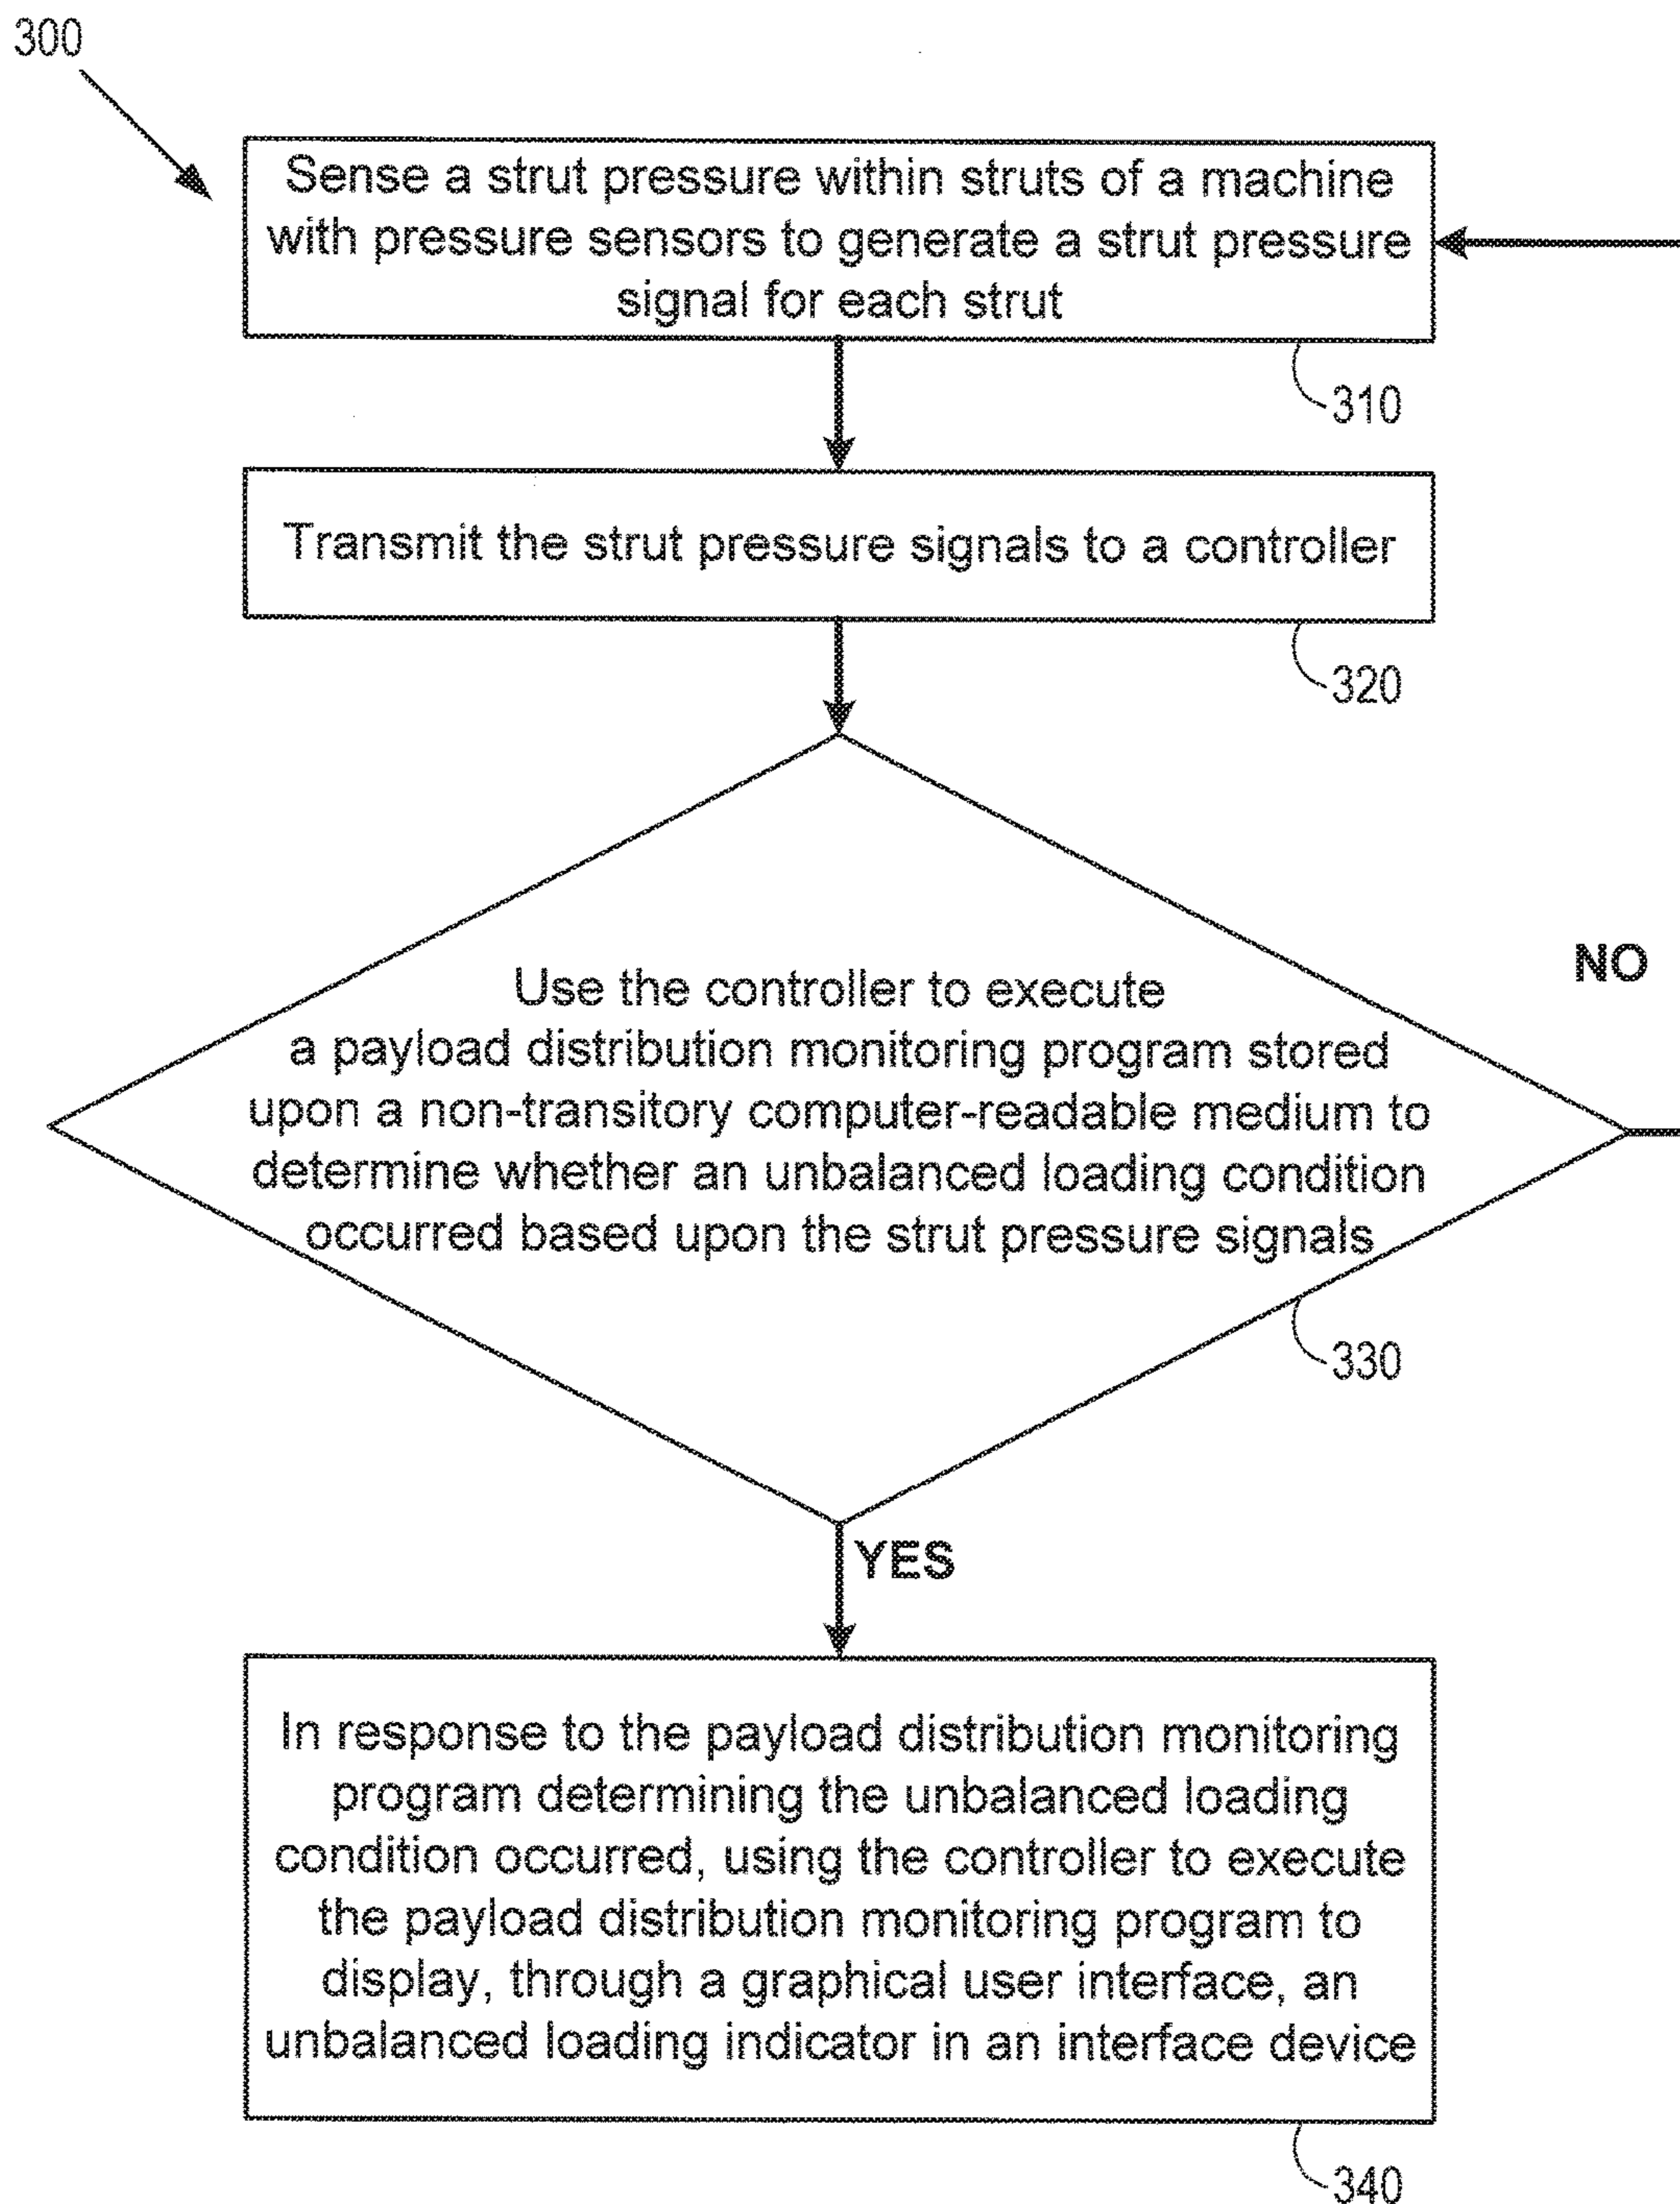 300
Sense a strut pressure within struts of a machine
with pressure sensors to generate a strut pressure
signal for each strut
310
Transmit the strut pressure signals to a controller
320
Use the controller to execute
a payload distribution monitoring program stored
upon a non-transitory computer-readable medium to
determine whether an unbalanced loading condition
occurred based upon the strut pressure signals
NO
330
YES
In response to the payload distribution monitoring
program determining the unbalanced loading
condition occurred, using the controller to execute
the payload distribution monitoring program to
display, through a graphical user interface, an
unbalanced loading indicator in an interface device
340